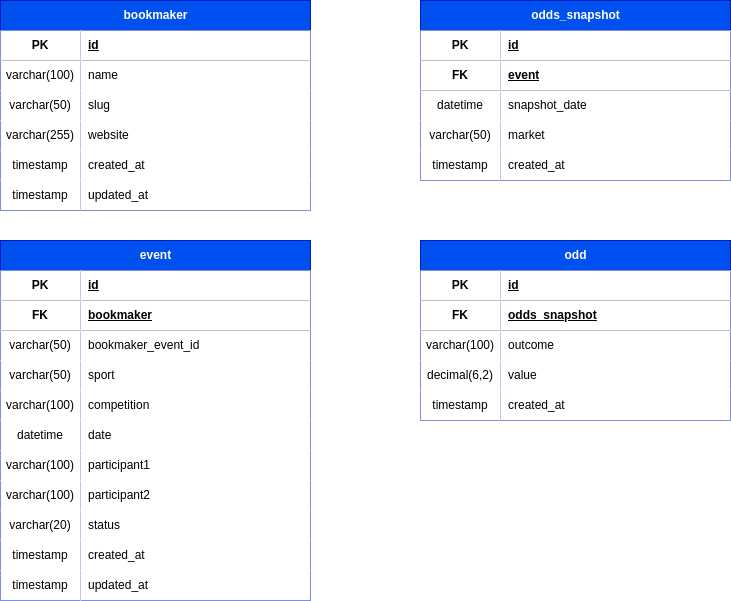 bookmaker
PK id
varchar(100) name
varchar(50) slug
varchar(255) website
timestamp created_at
timestamp updated_at
odds_snapshot
PK id
FK event
datetime snapshot_date
varchar(50) market
timestamp created_at
event
PK id
FK bookmaker
varchar(50) bookmaker_event_id
varchar(50) sport
varchar(100) competition
datetime date
varchar(100) participant1
varchar(100) participant2
varchar(20) status
timestamp created_at
timestamp updated_at
odd
PK id
FK odds_snapshot
varchar(100) outcome
decimal(6,2) value
timestamp created_at